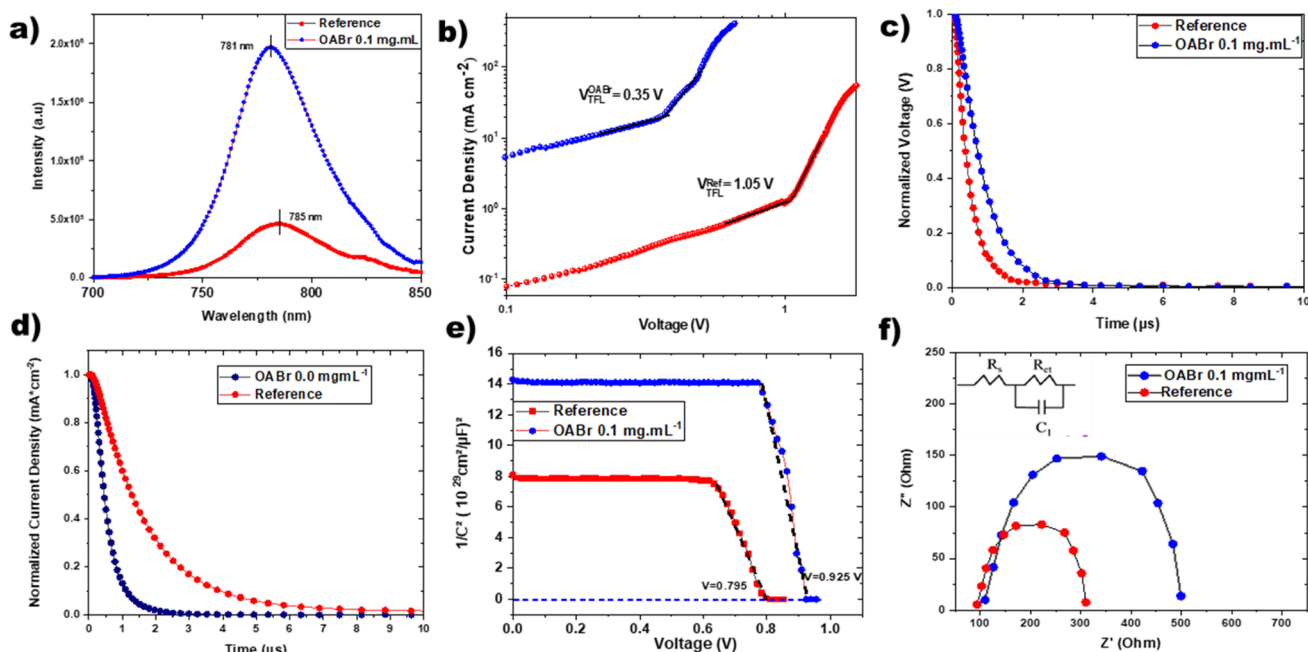 a)
Reference
OABr 0.1 mg.mL
781 nm
785 nm
2.0x10⁶
1.5x10⁶
1.0x10⁶
5.0x10⁵
0.0
700 750 800 850
Intensity (a.u)
Wavelength (nm)
b)
V_TFL^OABr = 0.35 V
V_TFL^Ref = 1.05 V
10²
10¹
10⁰
10⁻¹
0.1 1
Current Density (mA cm⁻²)
Voltage (V)
c)
Reference
OABr 0.1 mg.mL⁻¹
1.0
0.8
0.6
0.4
0.2
0.0
0 2 4 6 8 10
Normalized Voltage (V)
Time (µs)
d)
OABr 0.0 mgmL⁻¹
Reference
1.0
0.8
0.6
0.4
0.2
0.0
0 1 2 3 4 5 6 7 8 9 10
Normalized Current Density (mA*cm⁻²)
Time (µs)
e)
Reference
OABr 0.1 mg.mL⁻¹
V=0.795
V=0.925 V
16
14
12
10
8
6
4
2
0
0.0 0.2 0.4 0.6 0.8 1.0
1/C² ( 10²⁹cm²/µF)²
Voltage (V)
f)
R_s
R_ct
C_1
OABr 0.1 mgmL⁻¹
Reference
250
200
150
100
50
0
100 200 300 400 500 600 700
Z" (Ohm)
Z' (Ohm)